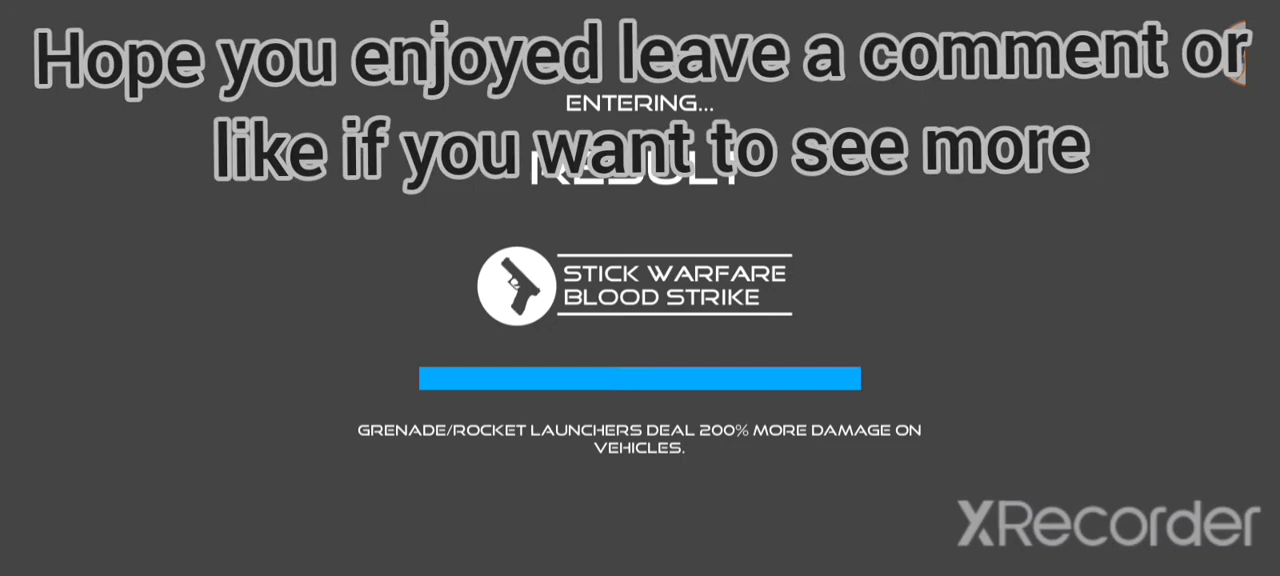 Hope you enjoyed leave a comment or
ENTERING...
like if you want to see more
RESULT
STICK WARFARE
BLOOD STRIKE
GRENADE/ROCKET LAUNCHERS DEAL 200% MORE DAMAGE ON
VEHICLES.
XRecorder